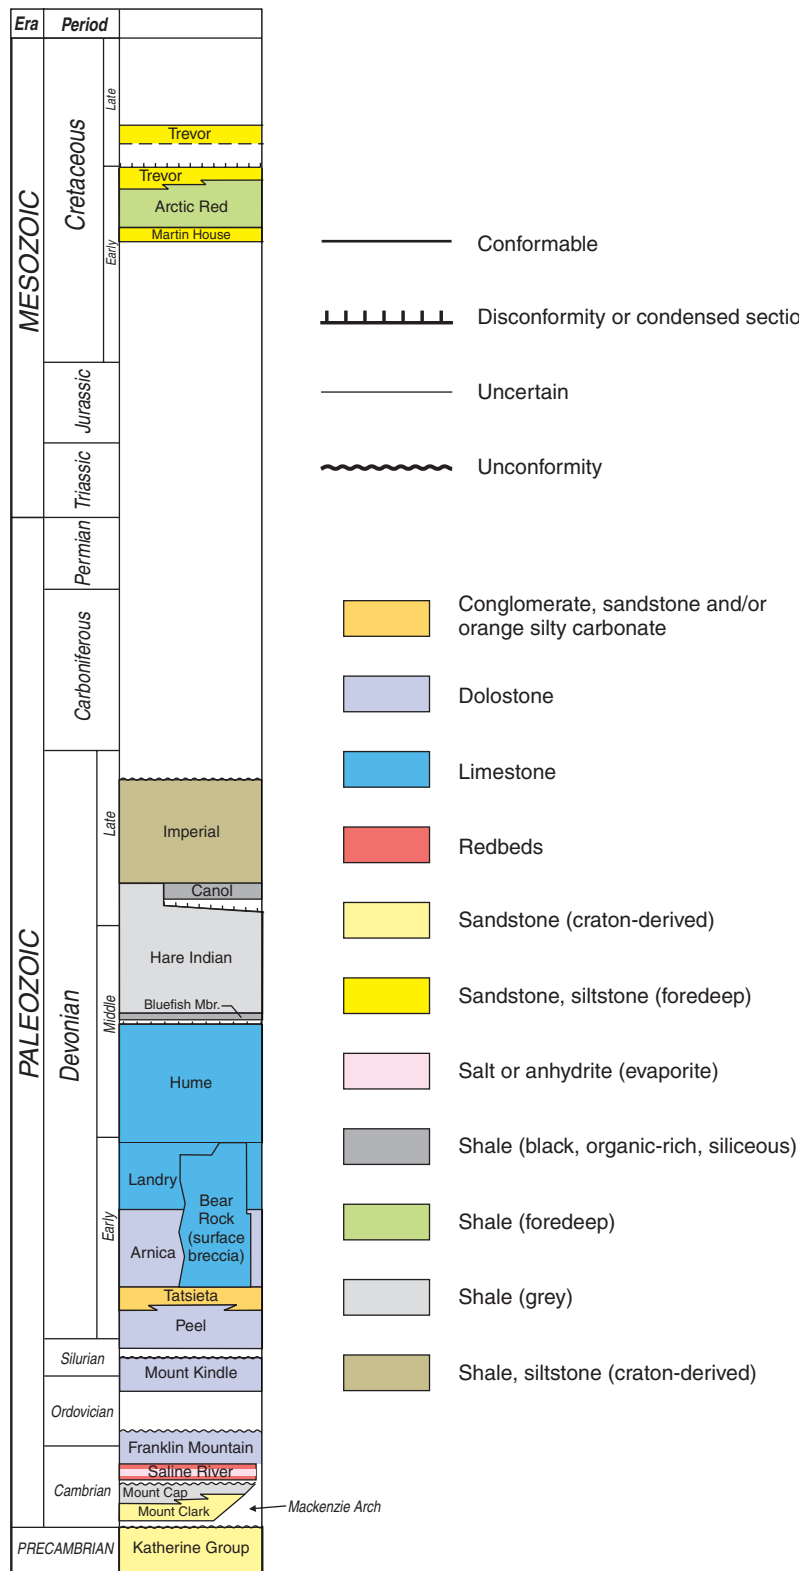 Era Period
MESOZOIC
Cretaceous
Late
Early
Jurassic
Triassic
PALEOZOIC
Permian
Carboniferous
Devonian
Late
Middle
Early
Silurian
Ordovician
Cambrian
PRECAMBRIAN
Trevor
Trevor
Arctic Red
Martin House
Imperial
Canol
Hare Indian
Bluefish Mbr.
Hume
Landry
Bear
Rock
(surface
breccia)
Arnica
Tatsieta
Peel
Mount Kindle
Franklin Mountain
Saline River
Mount Cap
Mount Clark
Mackenzie Arch
Katherine Group
Conformable
Disconformity or condensed sectio
Uncertain
Unconformity
Conglomerate, sandstone and/or
orange silty carbonate
Dolostone
Limestone
Redbeds
Sandstone (craton-derived)
Sandstone, siltstone (foredeep)
Salt or anhydrite (evaporite)
Shale (black, organic-rich, siliceous)
Shale (foredeep)
Shale (grey)
Shale, siltstone (craton-derived)